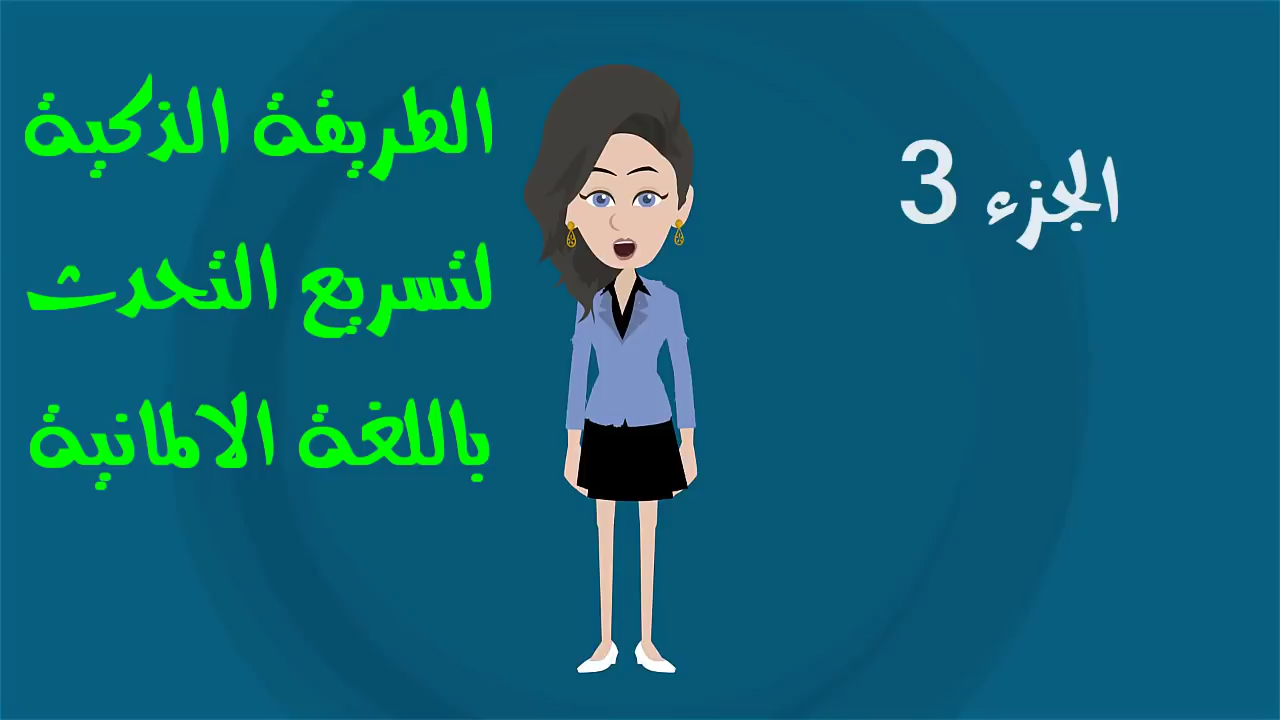 الطريقة الذكية
لتسريع التحدث
باللغة الالمانية
الجزء 3